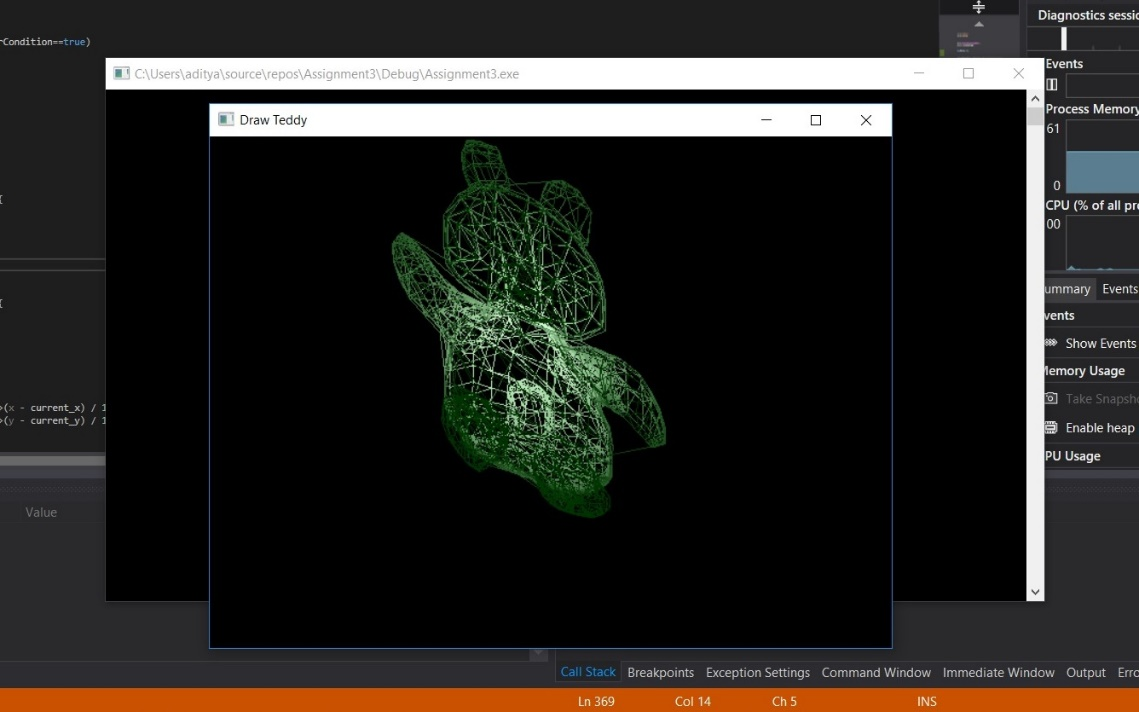 Diagnostics sessio
rCondition==true)
Events
C:\Users\aditya\source\repos\Assignment3\Debug\Assignment3.exe
Process Memory
Draw Teddy
61
0
CPU (% of all pro
00
ummary Events
vents
Show Events
Memory Usage
Take Snapsho
>(x - current_x) / 1
>(y - current_y) / 1
Enable heap
PU Usage
Value
Call Stack Breakpoints Exception Settings Command Window Immediate Window Output Erro
Ln 369 Col 14 Ch 5 INS